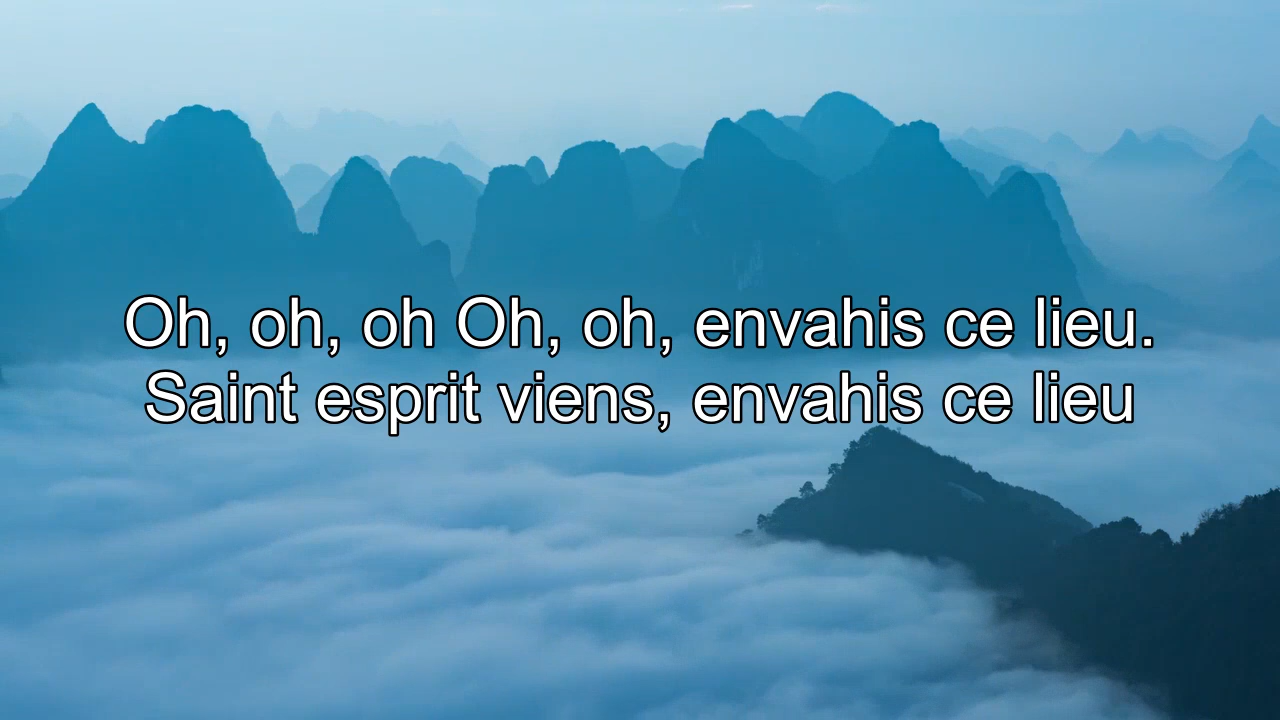 Oh, oh, oh Oh, oh, envahis ce lieu.
Saint esprit viens, envahis ce lieu